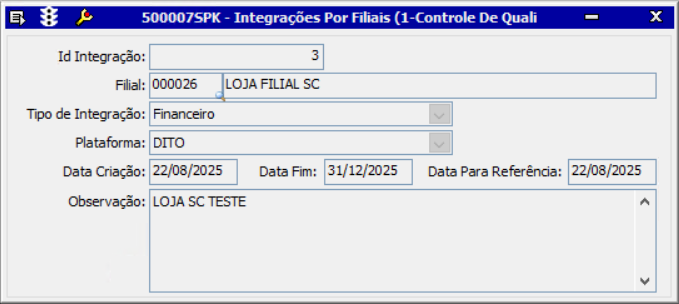 500007SPK - Integrações Por Filiais (1-Controle De Quali
Id Integração: 3
Filial: 000026 LOJA FILIAL SC
Tipo de Integração: Financeiro
Plataforma: DITO
Data Criação: 22/08/2025 Data Fim: 31/12/2025 Data Para Referência: 22/08/2025
Observação: LOJA SC TESTE